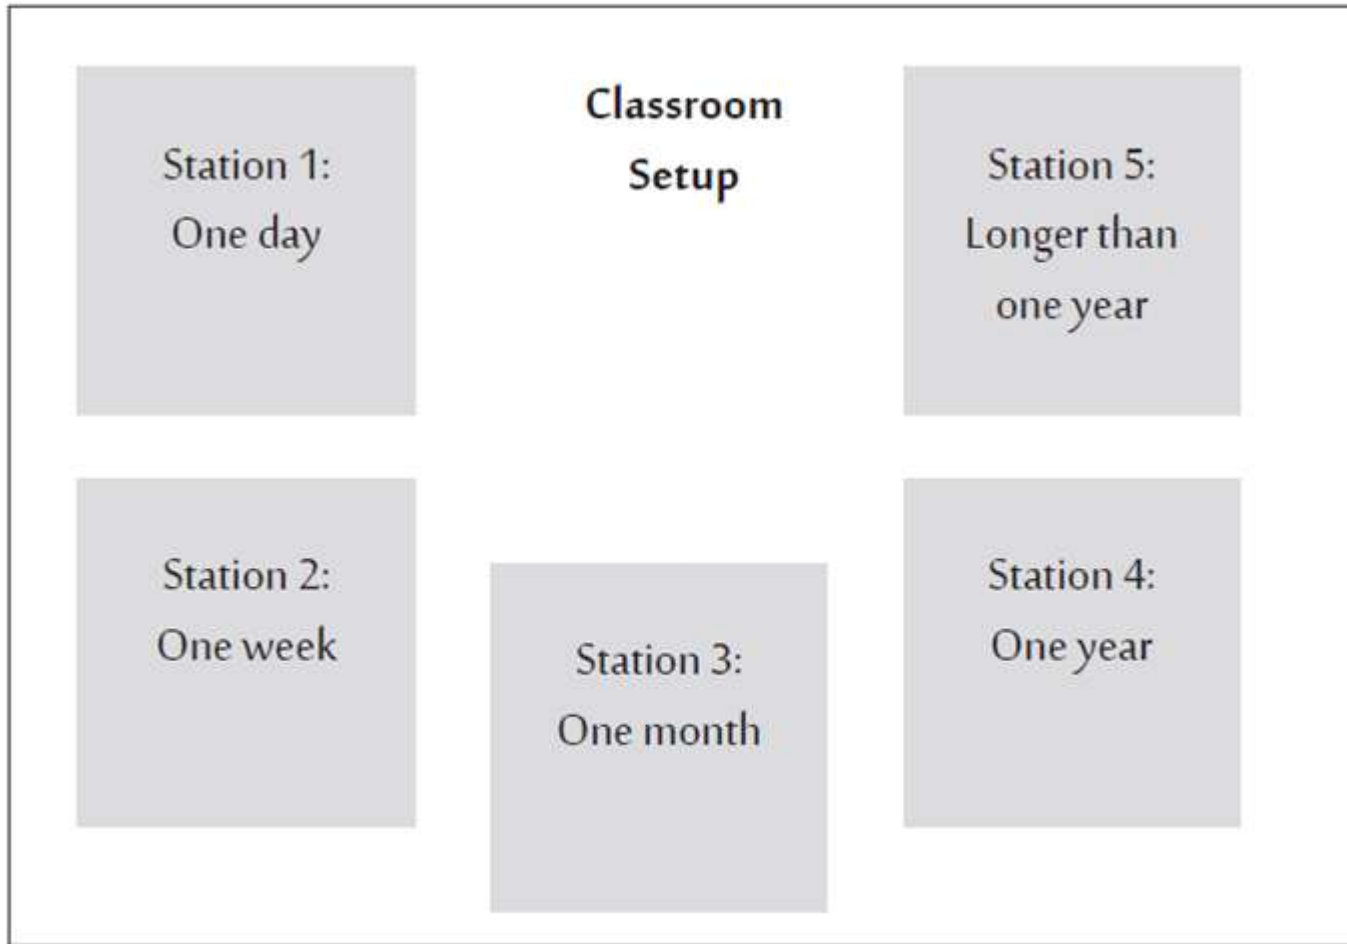 Classroom
Setup
Station 1:
One day
Station 2:
One week
Station 3:
One month
Station 4:
One year
Station 5:
Longer than
one year